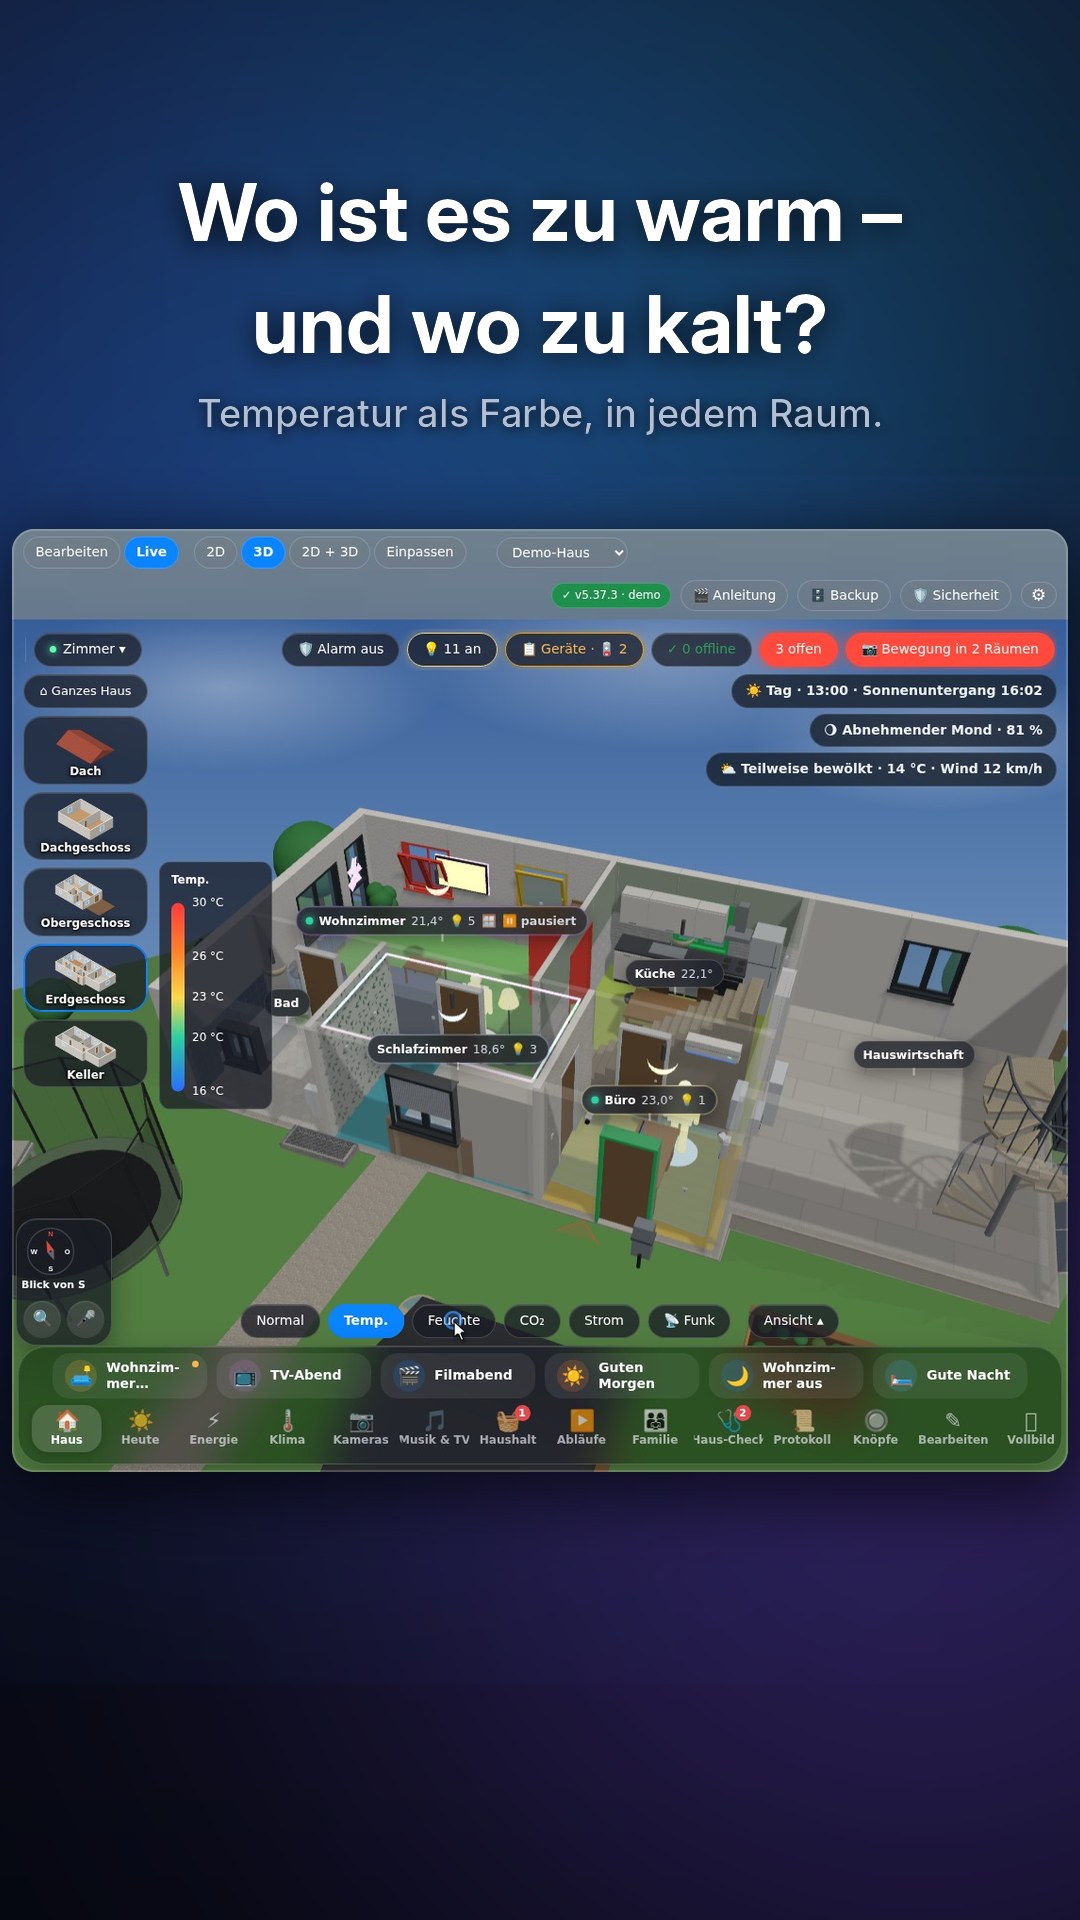 Wo ist es zu warm –
und wo zu kalt?
Temperatur als Farbe, in jedem Raum.
Bearbeiten Live 2D 3D 2D + 3D Einpassen Demo-Haus
✓ v5.37.3 · demo Anleitung Backup Sicherheit
Zimmer ▾ Alarm aus 11 an Geräte · 2 ✓ 0 offline 3 offen Bewegung in 2 Räumen
⌂ Ganzes Haus
Tag · 13:00 · Sonnenuntergang 16:02
Abnehmender Mond · 81 %
Teilweise bewölkt · 14 °C · Wind 12 km/h
Dach
Dachgeschoss
Obergeschoss
Erdgeschoss
Keller
Temp.
30 °C
26 °C
23 °C
20 °C
16 °C
Wohnzimmer 21,4° 5 pausiert
Küche 22,1°
Bad
Schlafzimmer 18,6° 3
Hauswirtschaft
Büro 23,0° 1
N
W O
S
Blick von S
Normal Temp. Feuchte CO₂ Strom Funk Ansicht ▴
Wohnzim-
mer…
TV-Abend
Filmabend
Guten
Morgen
Wohnzim-
mer aus
Gute Nacht
1 2
Haus Heute Energie Klima Kameras Musik & TV Haushalt Abläufe Familie Haus-Check Protokoll Knöpfe Bearbeiten Vollbild